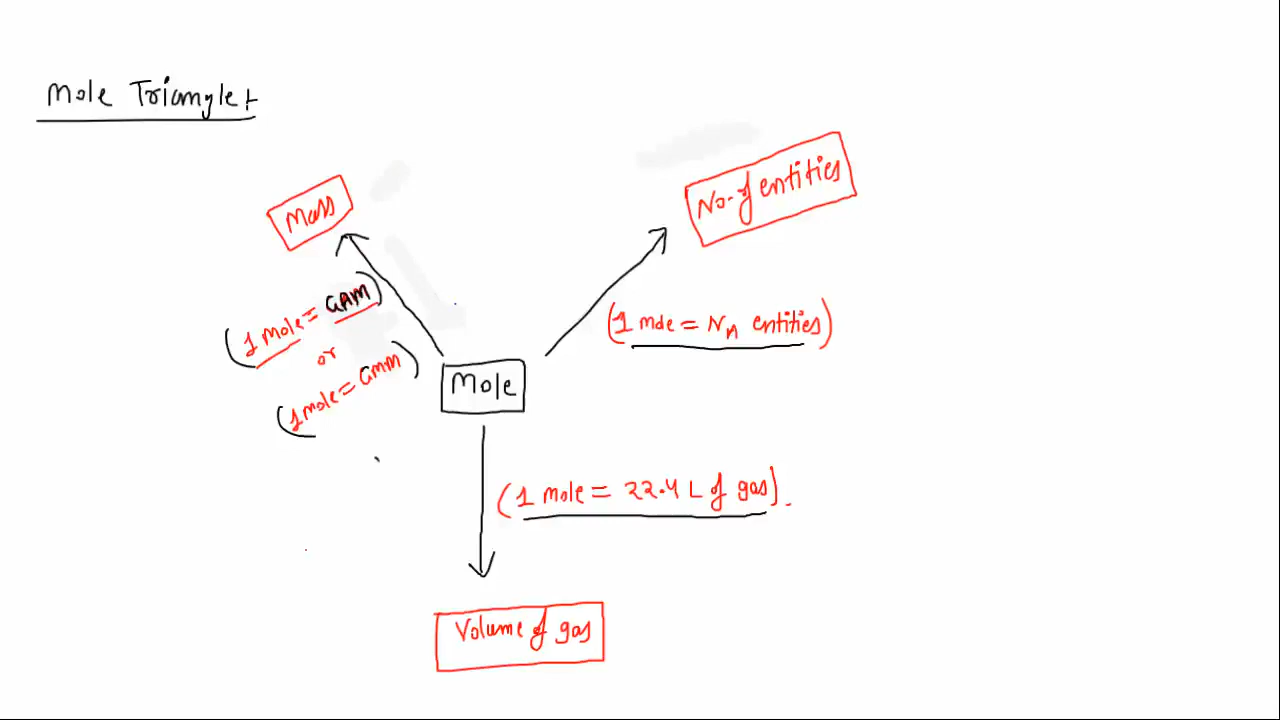 Mole Triangle:
Mass
No. of entities
(1 mole = GAM)
or
(1 mole = GMM)
(1 mole = NA entities)
Mole
(1 mole = 22.4 L of gas).
Volume of gas